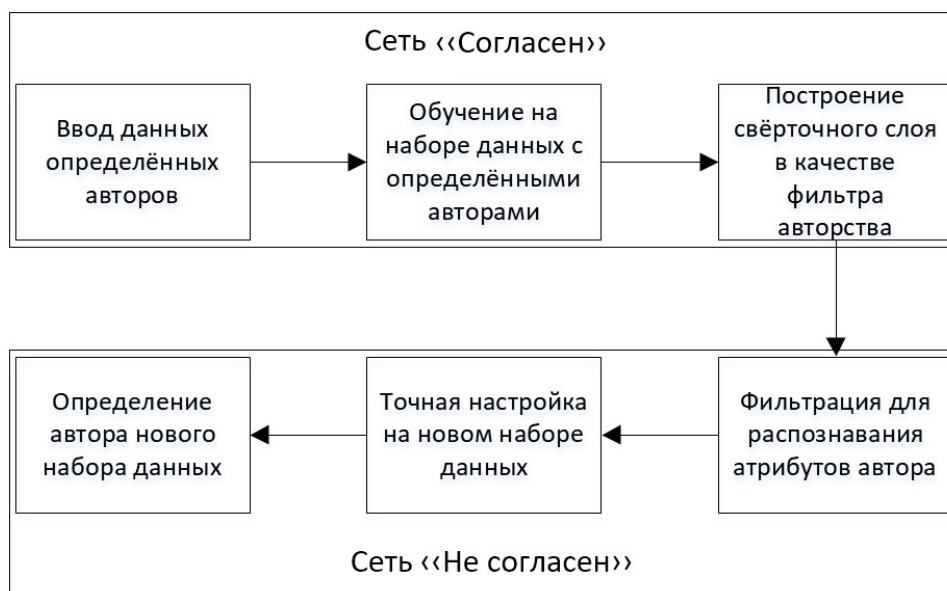 Сеть ‹‹Согласен››
Ввод данных
определённых
авторов
Обучение на
наборе данных с
определёнными
авторами
Построение
свёрточного слоя
в качестве
фильтра
авторства
Определение
автора нового
набора данных
Точная настройка
на новом наборе
данных
Фильтрация для
распознавания
атрибутов автора
Сеть ‹‹Не согласен››